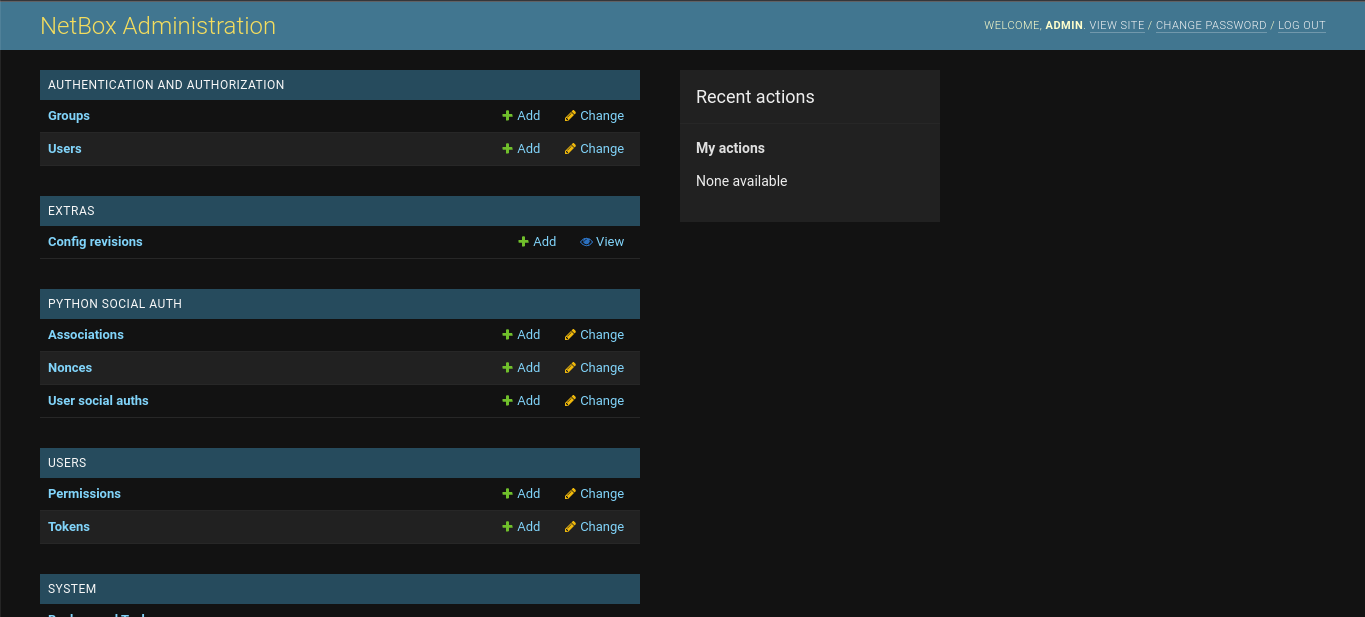 NetBox Administration
WELCOME, ADMIN. VIEW SITE / CHANGE PASSWORD / LOG OUT
AUTHENTICATION AND AUTHORIZATION
Groups Add Change
Users Add Change
EXTRAS
Config revisions Add View
PYTHON SOCIAL AUTH
Associations Add Change
Nonces Add Change
User social auths Add Change
USERS
Permissions Add Change
Tokens Add Change
SYSTEM
Recent actions
My actions
None available